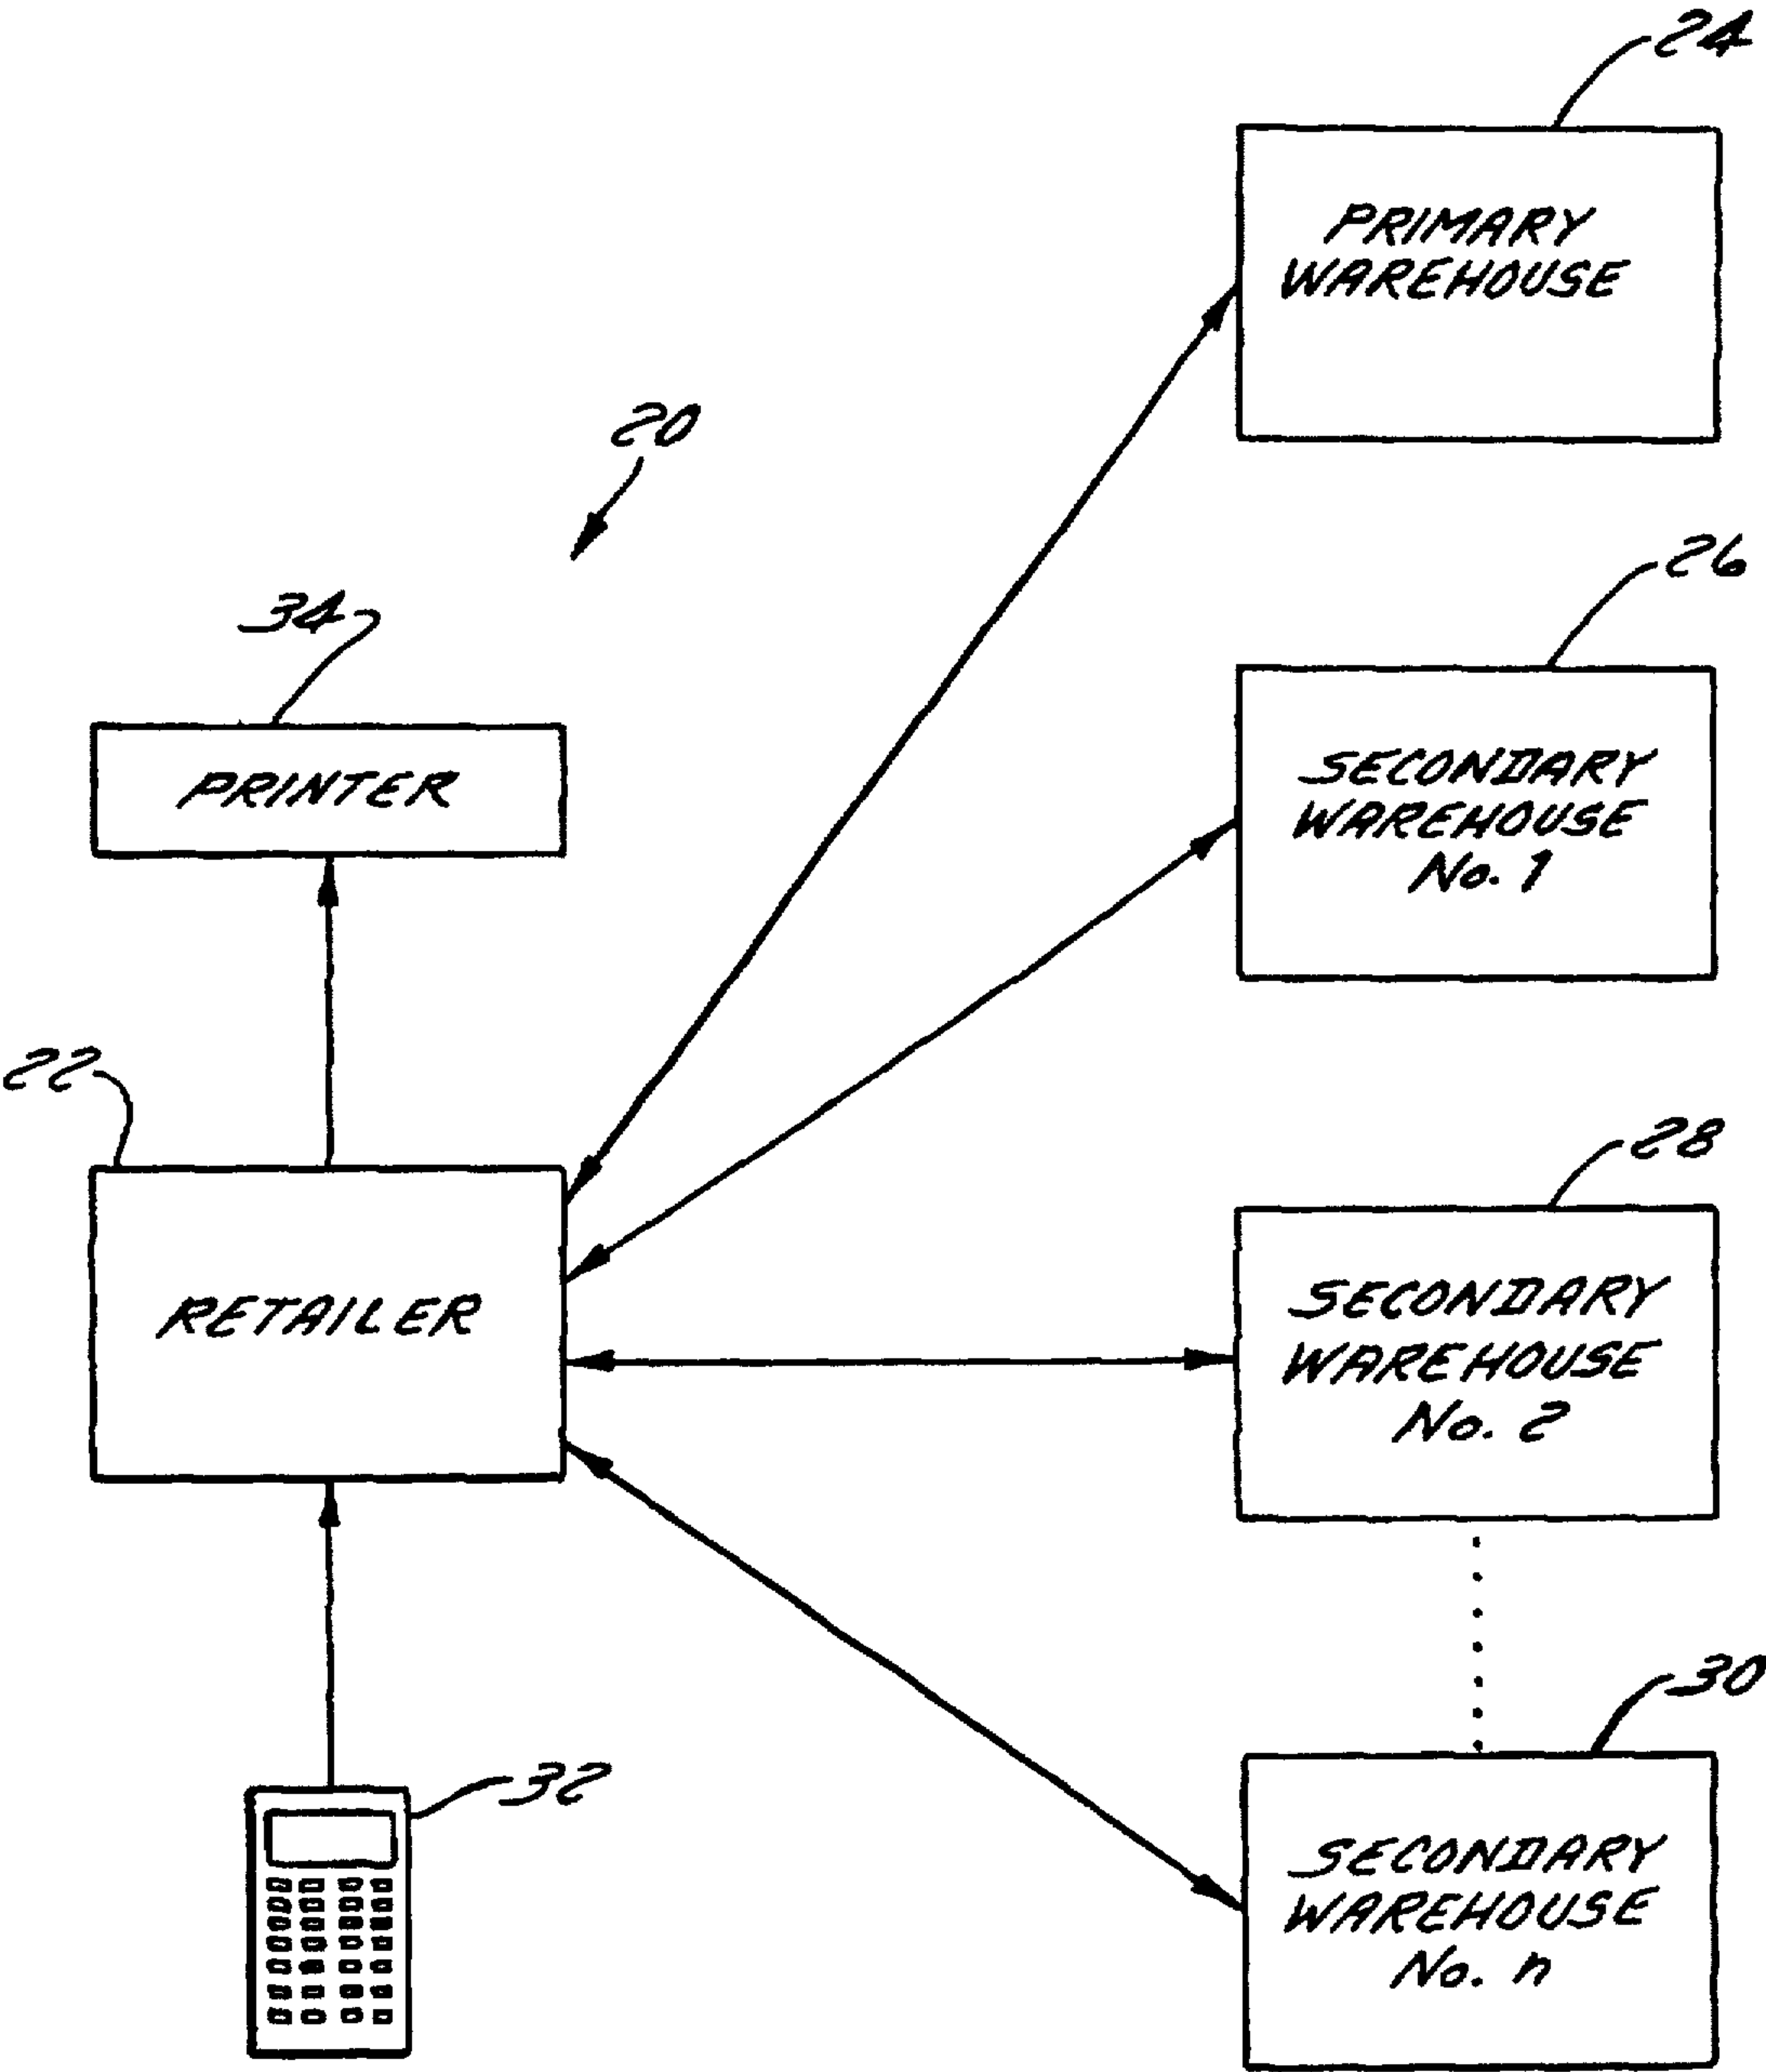 24
PRIMARY
WAREHOUSE
20
26
34
PRINTER
SECONDARY
WAREHOUSE
No. 1
22
28
RETAILER
SECONDARY
WAREHOUSE
No. 2
30
32
SECONDARY
WAREHOUSE
No. n